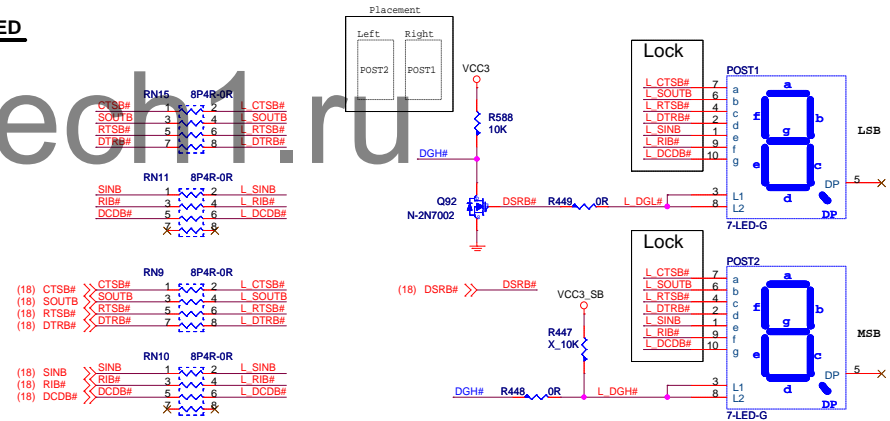 ED
ech1.ru
Placement
Left Right
POST2 POST1
VCC3
R588
10K
DGH#
Q92
N-2N7002
DSRB# R449 0R L_DGL#
RN15 8P4R-0R
CTSB# 1 2 L_CTSB#
SOUTB 3 4 L_SOUTB
RTSB# 5 6 L_RTSB#
DTRB# 7 8 L_DTRB#
RN11 8P4R-0R
SINB 1 2 L_SINB
RIB# 3 4 L_RIB#
DCDB# 5 6 L_DCDB#
7 8
RN9 8P4R-0R
(18) CTSB# CTSB# 1 2 L_CTSB#
(18) SOUTB SOUTB 3 4 L_SOUTB
(18) RTSB# RTSB# 5 6 L_RTSB#
(18) DTRB# DTRB# 7 8 L_DTRB#
RN10 8P4R-0R
(18) SINB SINB 1 2 L_SINB
(18) RIB# RIB# 3 4 L_RIB#
(18) DCDB# DCDB# 5 6 L_DCDB#
7 8
(18) DSRB# DSRB#
VCC3_SB
R447
X_10K
DGH# R448 0R L_DGH#
Lock
L_CTSB# 7
L_SOUTB 6
L_RTSB# 4
L_DTRB# 2
L_SINB 1
L_RIB# 9
L_DCDB# 10
3
8
POST1
a
b
c
d
e
f
g
L1
L2
a
f b
g
e c
d
DP
DP 5
LSB
7-LED-G
Lock
L_CTSB# 7
L_SOUTB 6
L_RTSB# 4
L_DTRB# 2
L_SINB 1
L_RIB# 9
L_DCDB# 10
3
8
POST2
a
b
c
d
e
f
g
L1
L2
a
f b
g
e c
d
DP
DP 5
MSB
7-LED-G